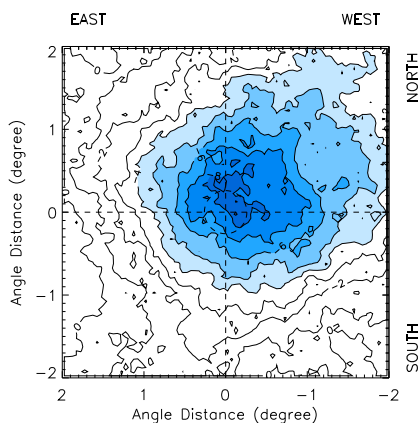 EAST WEST
2
1
0
-1
-2
Angle Distance (degree)
NORTH
SOUTH
2 1 0 -1 -2
Angle Distance (degree)